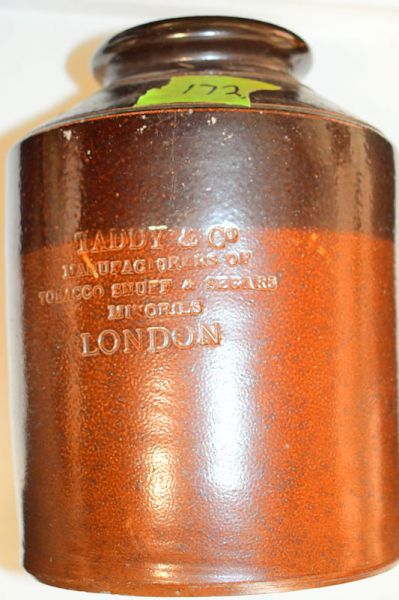 172
TADDY & Co
MANUFACTURERS OF
TOBACCO SNUFF & SEGARS
MINORIES
LONDON